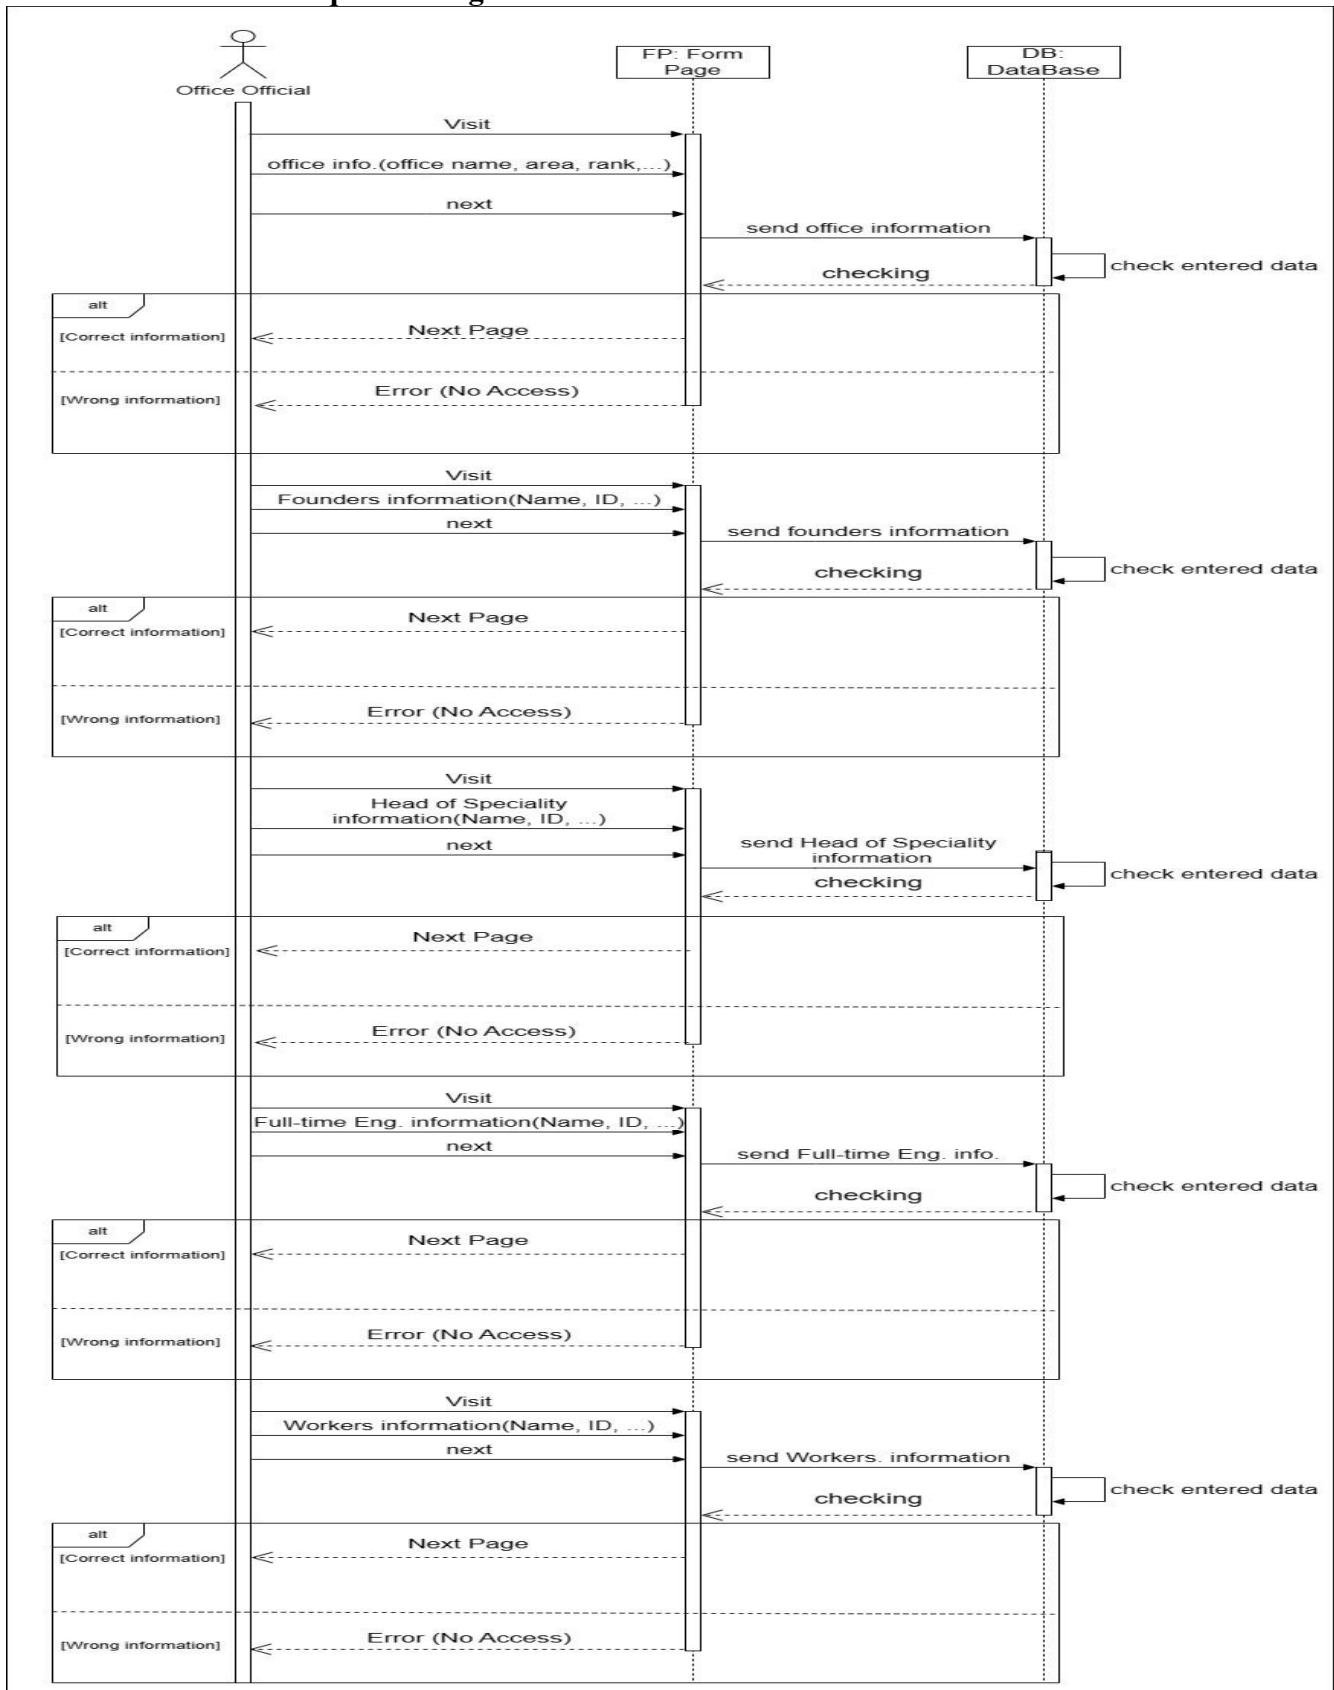 FP: Form
Page
DB:
DataBase
Office Official
Visit
office info.(office name, area, rank,...)
next
send office information
check entered data
checking
alt
[Correct information]
Next Page
Error (No Access)
[Wrong information]
Visit
Founders information(Name, ID, ...)
next
send founders information
check entered data
checking
alt
[Correct information]
Next Page
Error (No Access)
[Wrong information]
Visit
Head of Speciality
information(Name, ID, ...)
next
send Head of Speciality
information
check entered data
checking
alt
[Correct information]
Next Page
Error (No Access)
[Wrong information]
Visit
Full-time Eng. information(Name, ID, ...)
next
send Full-time Eng. info.
check entered data
checking
alt
[Correct information]
Next Page
Error (No Access)
[Wrong information]
Visit
Workers information(Name, ID, ...)
next
send Workers. information
check entered data
checking
alt
[Correct information]
Next Page
Error (No Access)
[Wrong information]